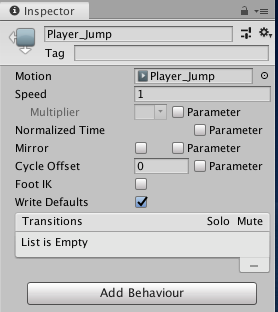 Inspector
Player_Jump
Tag
Motion Player_Jump
Speed 1
Multiplier Parameter
Normalized Time Parameter
Mirror Parameter
Cycle Offset 0 Parameter
Foot IK
Write Defaults
Transitions Solo Mute
List is Empty
Add Behaviour